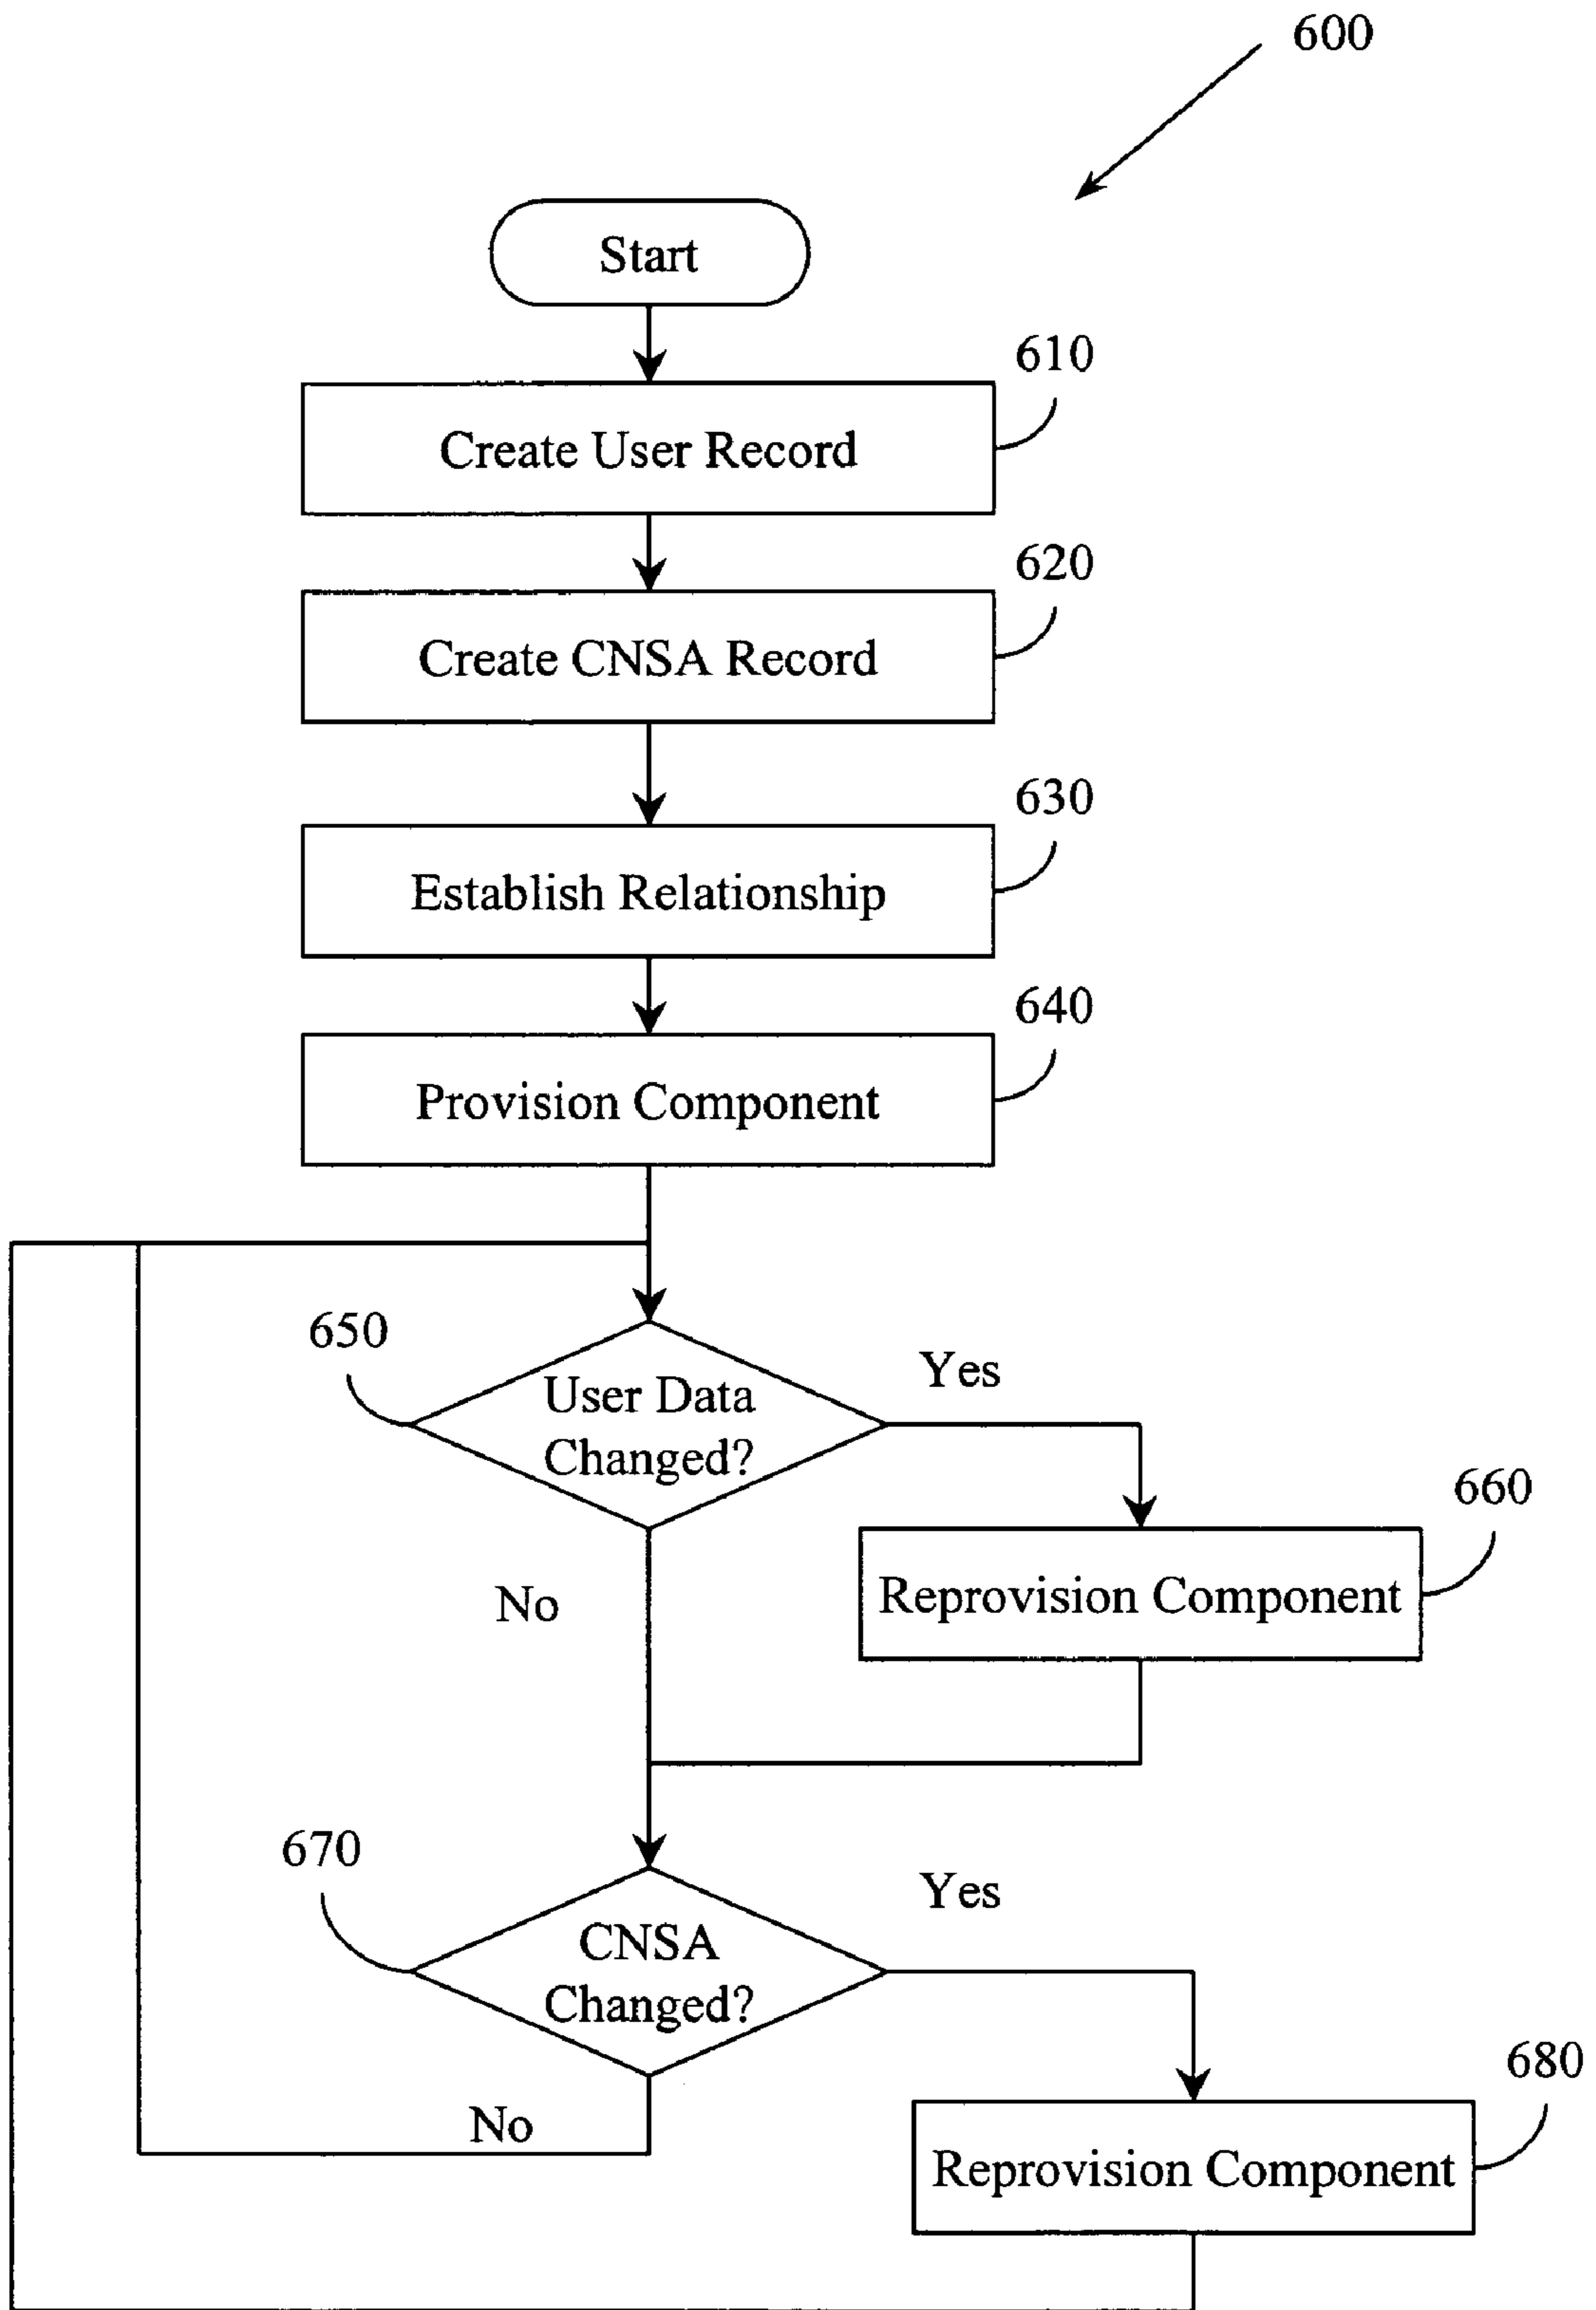 600
Start
610
Create User Record
620
Create CNSA Record
630
Establish Relationship
640
Provision Component
650
User Data
Changed?
Yes
660
Reprovision Component
No
670
CNSA
Changed?
Yes
680
Reprovision Component
No